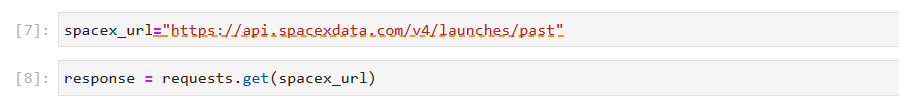 [7]: spacex_url="https://api.spacexdata.com/v4/launches/past"
[8]: response = requests.get(spacex_url)